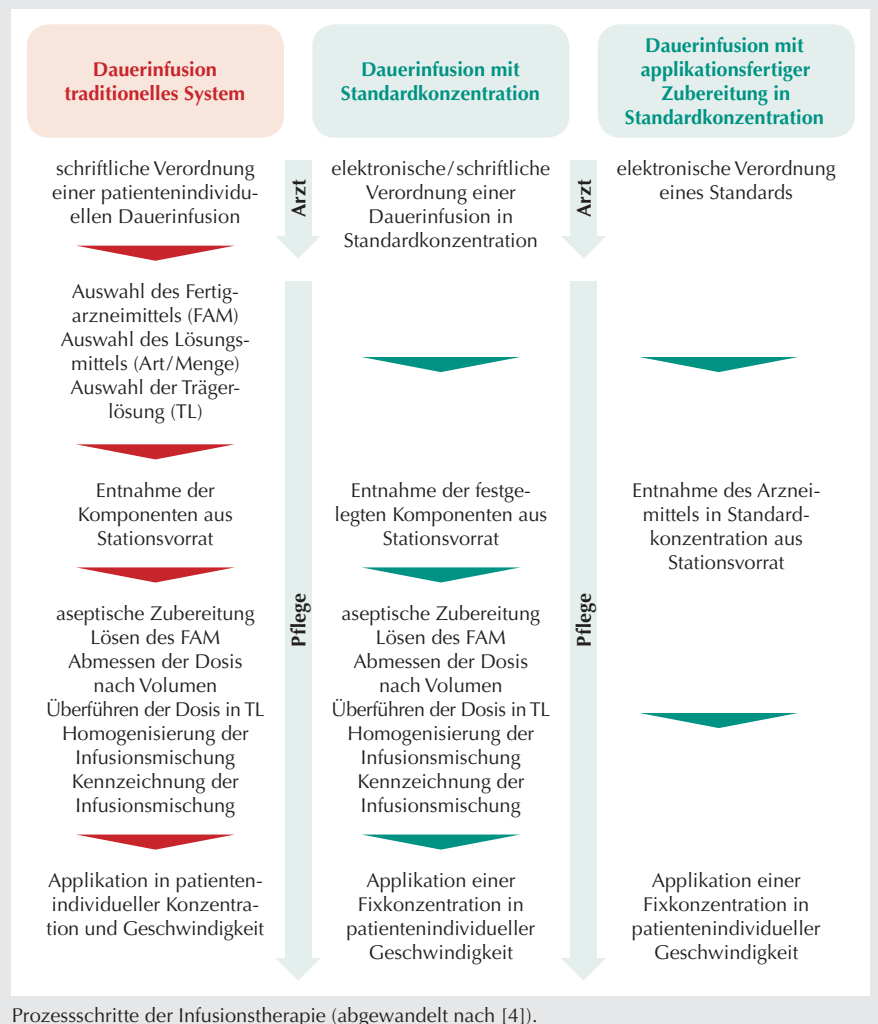 Dauerinfusion
traditionelles System
schriftliche Verordnung
einer patientenindividu-
ellen Dauerinfusion
Auswahl des Fertig-
arzneimittels (FAM)
Auswahl des Lösungs-
mittels (Art/Menge)
Auswahl der Träger-
lösung (TL)
Entnahme der
Komponenten aus
Stationsvorrat
aseptische Zubereitung
Lösen des FAM
Abmessen der Dosis
nach Volumen
Überführen der Dosis in TL
Homogenisierung der
Infusionsmischung
Kennzeichnung der
Infusionsmischung
Applikation in patienten-
individueller Konzentra-
tion und Geschwindigkeit
Arzt
Pflege
Dauerinfusion mit
Standardkonzentration
elektronische/schriftliche
Verordnung einer
Dauerinfusion in
Standardkonzentration
Entnahme der festge-
legten Komponenten aus
Stationsvorrat
aseptische Zubereitung
Lösen des FAM
Abmessen der Dosis
nach Volumen
Überführen der Dosis in TL
Homogenisierung der
Infusionsmischung
Kennzeichnung der
Infusionsmischung
Applikation einer
Fixkonzentration in
patientenindividueller
Geschwindigkeit
Arzt
Pflege
Dauerinfusion mit
applikationsfertiger
Zubereitung in
Standardkonzentration
elektronische Verordnung
eines Standards
Entnahme des Arznei-
mittels in Standard-
konzentration aus
Stationsvorrat
Applikation einer
Fixkonzentration in
patientenindividueller
Geschwindigkeit
Prozessschritte der Infusionstherapie (abgewandelt nach [4]).